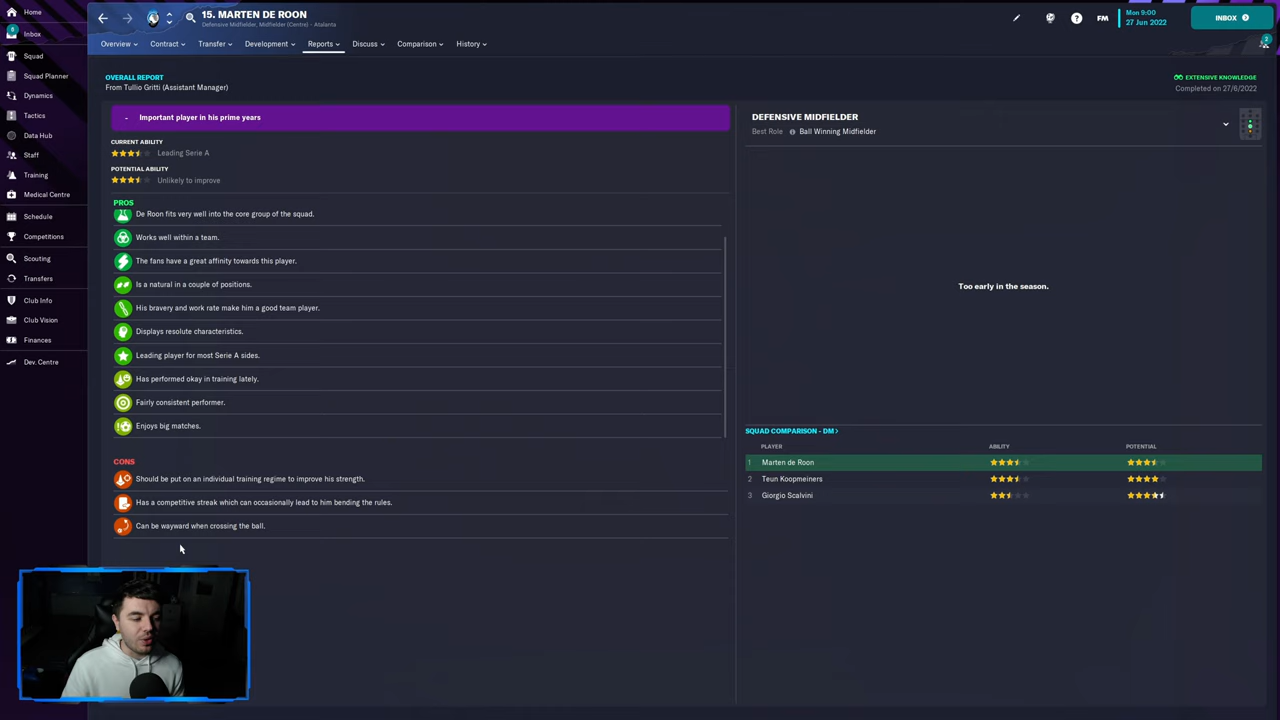 Home
15. MARTEN DE ROON
Defensive Midfielder, Midfielder (Centre) - Atalanta
FM
Mon 9:00
27 Jun 2022
INBOX
2
8
Inbox
Overview
Contract
Transfer
Development
Reports
Discuss
Comparison
History
Squad
Squad Planner
Dynamics
Tactics
Data Hub
Staff
Training
Medical Centre
Schedule
Competitions
Scouting
Transfers
Club Info
Club Vision
Finances
Dev. Centre
OVERALL REPORT
From Tullio Gritti (Assistant Manager)
EXTENSIVE KNOWLEDGE
Completed on 27/6/2022
- Important player in his prime years
CURRENT ABILITY
Leading Serie A
POTENTIAL ABILITY
Unlikely to improve
PROS
De Roon fits very well into the core group of the squad.
Works well within a team.
The fans have a great affinity towards this player.
Is a natural in a couple of positions.
His bravery and work rate make him a good team player.
Displays resolute characteristics.
Leading player for most Serie A sides.
Has performed okay in training lately.
Fairly consistent performer.
Enjoys big matches.
CONS
Should be put on an individual training regime to improve his strength.
Has a competitive streak which can occasionally lead to him bending the rules.
Can be wayward when crossing the ball.
DEFENSIVE MIDFIELDER
Best Role Ball Winning Midfielder
Too early in the season.
SQUAD COMPARISON - DM >
PLAYER ABILITY POTENTIAL
1 Marten de Roon
2 Teun Koopmeiners
3 Giorgio Scalvini